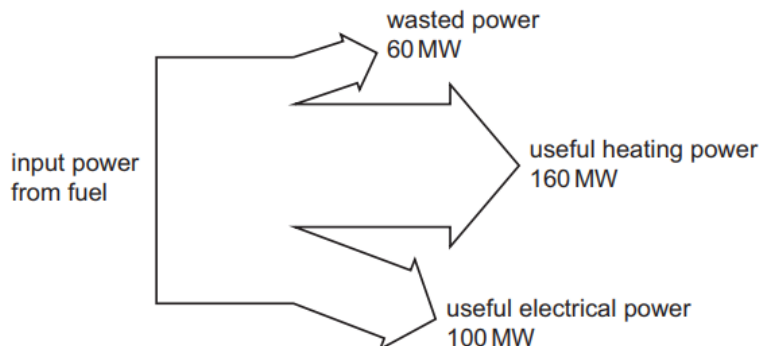 wasted power
60 MW
input power
from fuel
useful heating power
160 MW
useful electrical power
100 MW